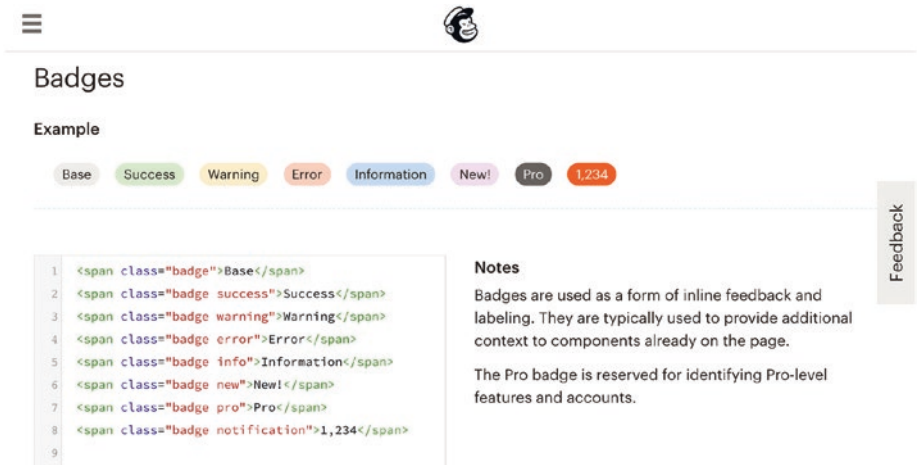 Badges
Example
Base Success Warning Error Information New! Pro 1,234
Feedback
1 <span class="badge">Base</span>
2 <span class="badge success">Success</span>
3 <span class="badge warning">Warning</span>
4 <span class="badge error">Error</span>
5 <span class="badge info">Information</span>
6 <span class="badge new">New!</span>
7 <span class="badge pro">Pro</span>
8 <span class="badge notification">1,234</span>
9
Notes
Badges are used as a form of inline feedback and
labeling. They are typically used to provide additional
context to components already on the page.
The Pro badge is reserved for identifying Pro-level
features and accounts.